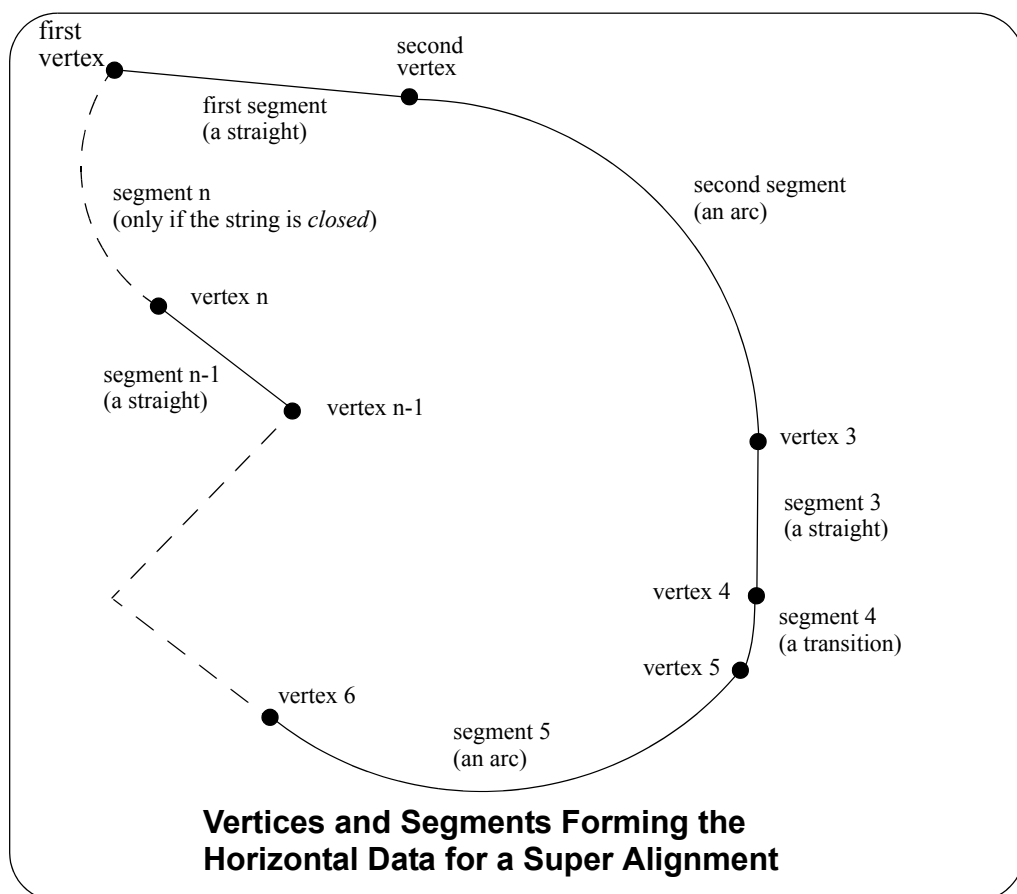 first
vertex
second
vertex
first segment
(a straight)
second segment
(an arc)
segment n
(only if the string is closed)
vertex n
segment n-1
(a straight)
vertex n-1
vertex 3
segment 3
(a straight)
vertex 4
segment 4
(a transition)
vertex 5
vertex 6
segment 5
(an arc)
Vertices and Segments Forming the
Horizontal Data for a Super Alignment